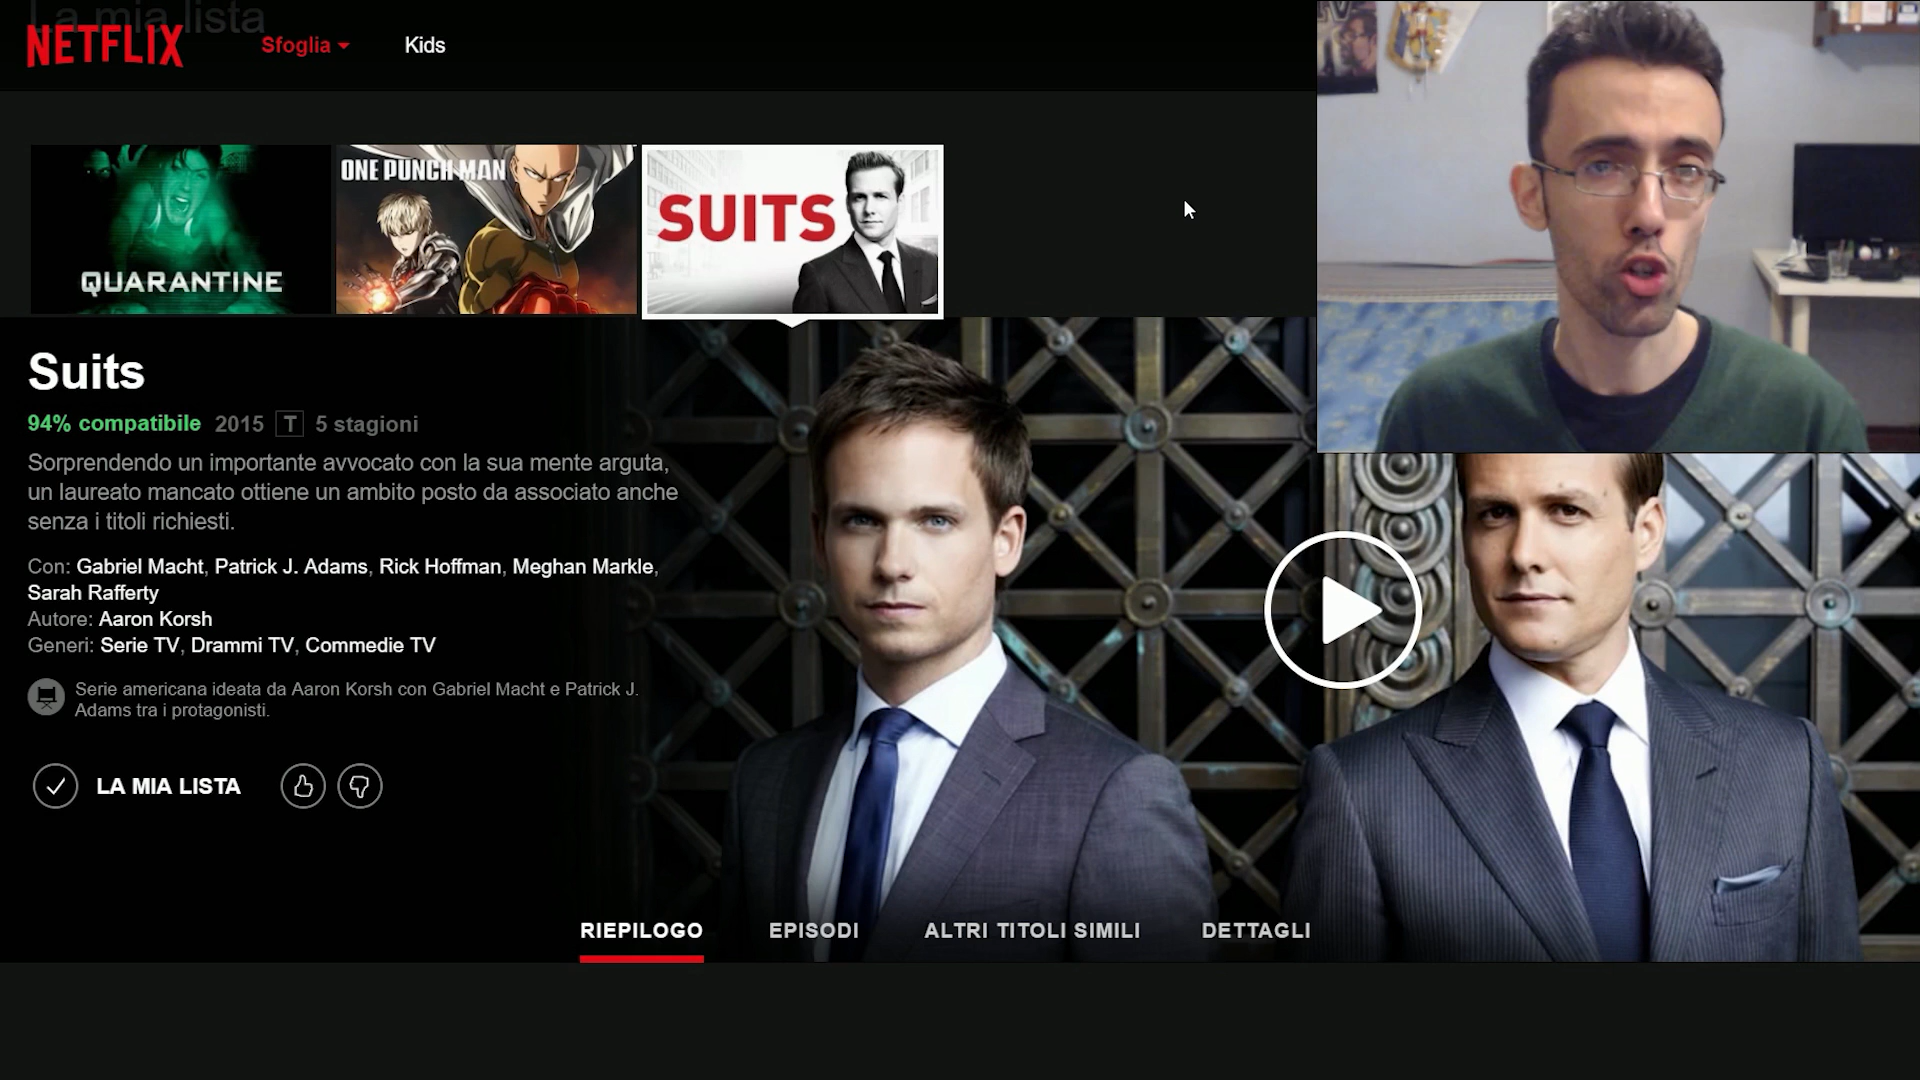 La mia lista
NETFLIX
Sfoglia
Kids
QUARANTINE
ONE PUNCH MAN
SUITS
Suits
94% compatibile 2015 T 5 stagioni
Sorprendendo un importante avvocato con la sua mente arguta,
un laureato mancato ottiene un ambito posto da associato anche
senza i titoli richiesti.
Con: Gabriel Macht, Patrick J. Adams, Rick Hoffman, Meghan Markle,
Sarah Rafferty
Autore: Aaron Korsh
Generi: Serie TV, Drammi TV, Commedie TV
Serie americana ideata da Aaron Korsh con Gabriel Macht e Patrick J.
Adams tra i protagonisti.
LA MIA LISTA
RIEPILOGO
EPISODI
ALTRI TITOLI SIMILI
DETTAGLI